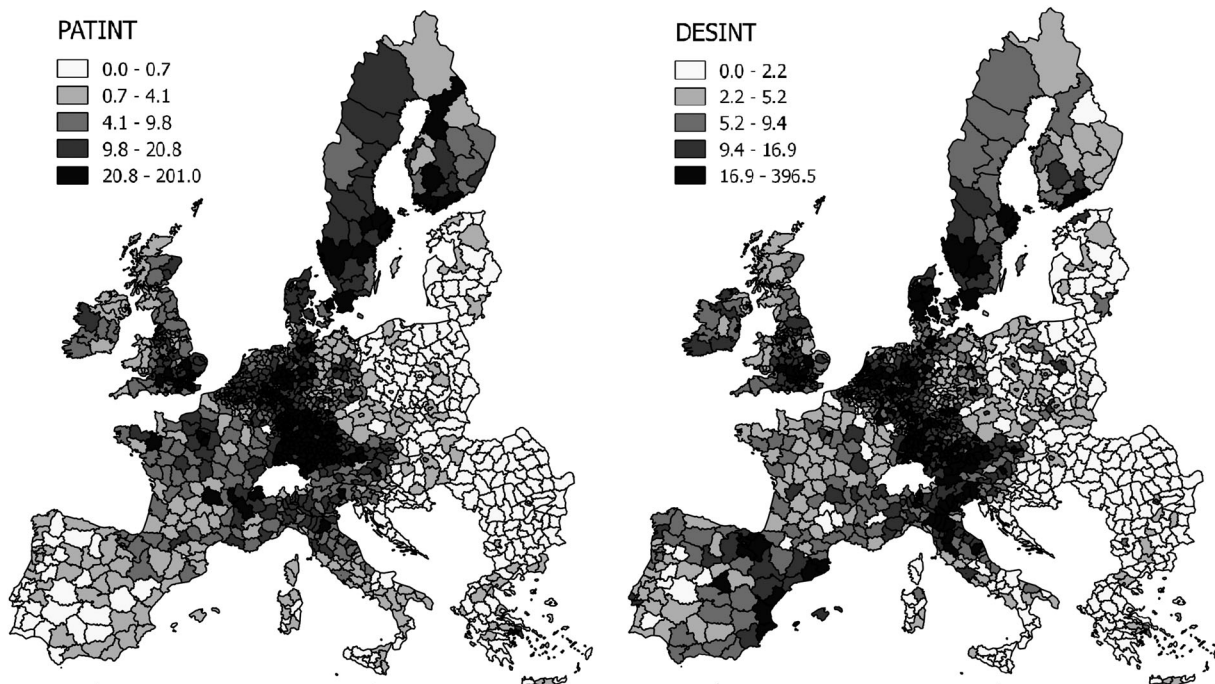 PATINT
0.0 - 0.7
0.7 - 4.1
4.1 - 9.8
9.8 - 20.8
20.8 - 201.0
DESINT
0.0 - 2.2
2.2 - 5.2
5.2 - 9.4
9.4 - 16.9
16.9 - 396.5